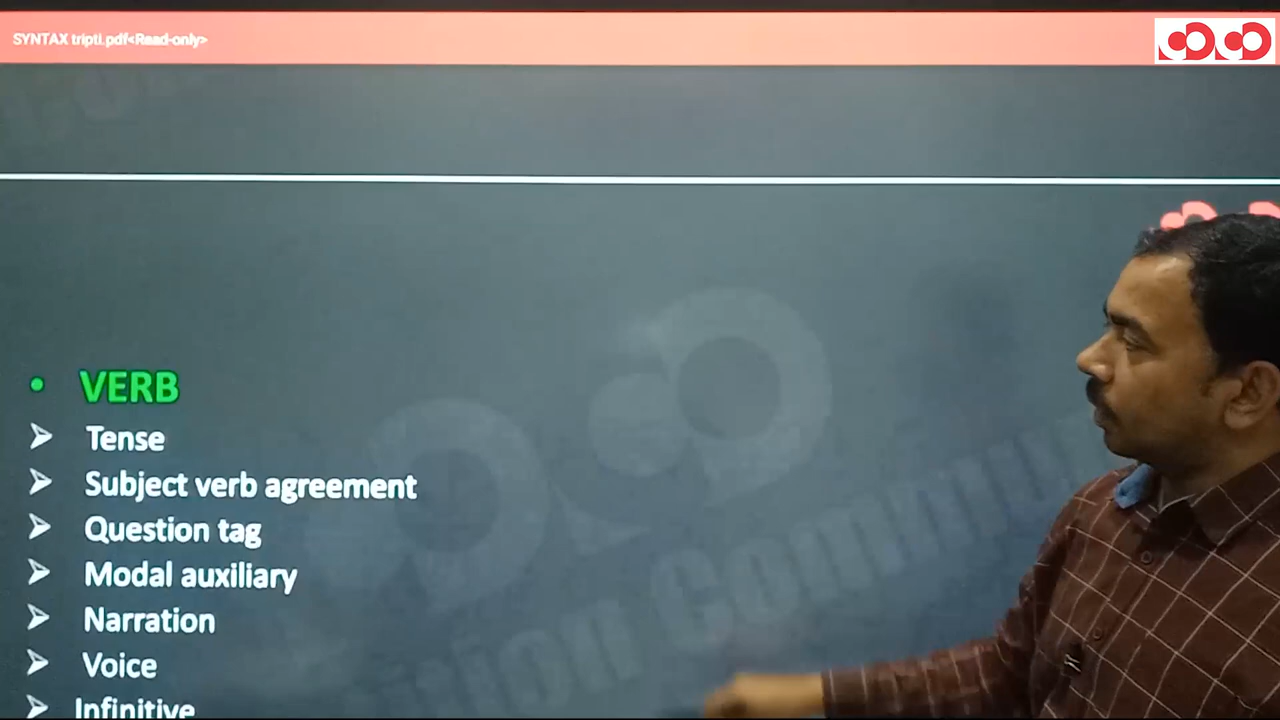 SYNTAX tripti.pdf<Read-only>
• VERB
➢ Tense
➢ Subject verb agreement
➢ Question tag
➢ Modal auxiliary
➢ Narration
➢ Voice
➢ Infinitive